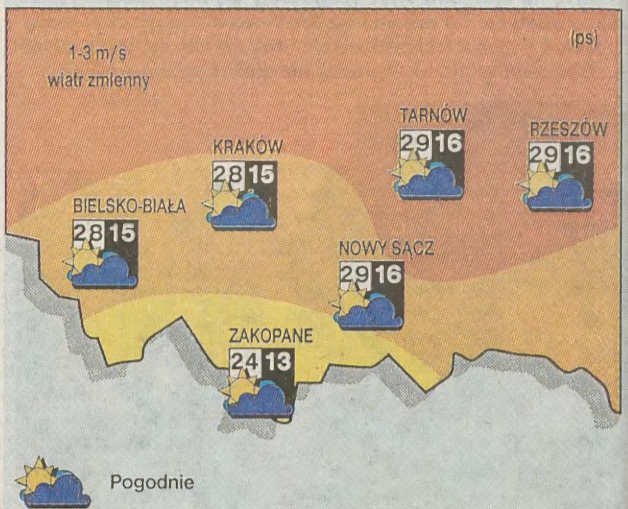 1-3 m/s
wiatr zmienny
(ps)
TARNÓW
29 16
RZESZÓW
29 16
KRAKÓW
28 15
BIELSKO-BIAŁA
28 15
NOWY SĄCZ
29 16
ZAKOPANE
24 13
Pogodnie